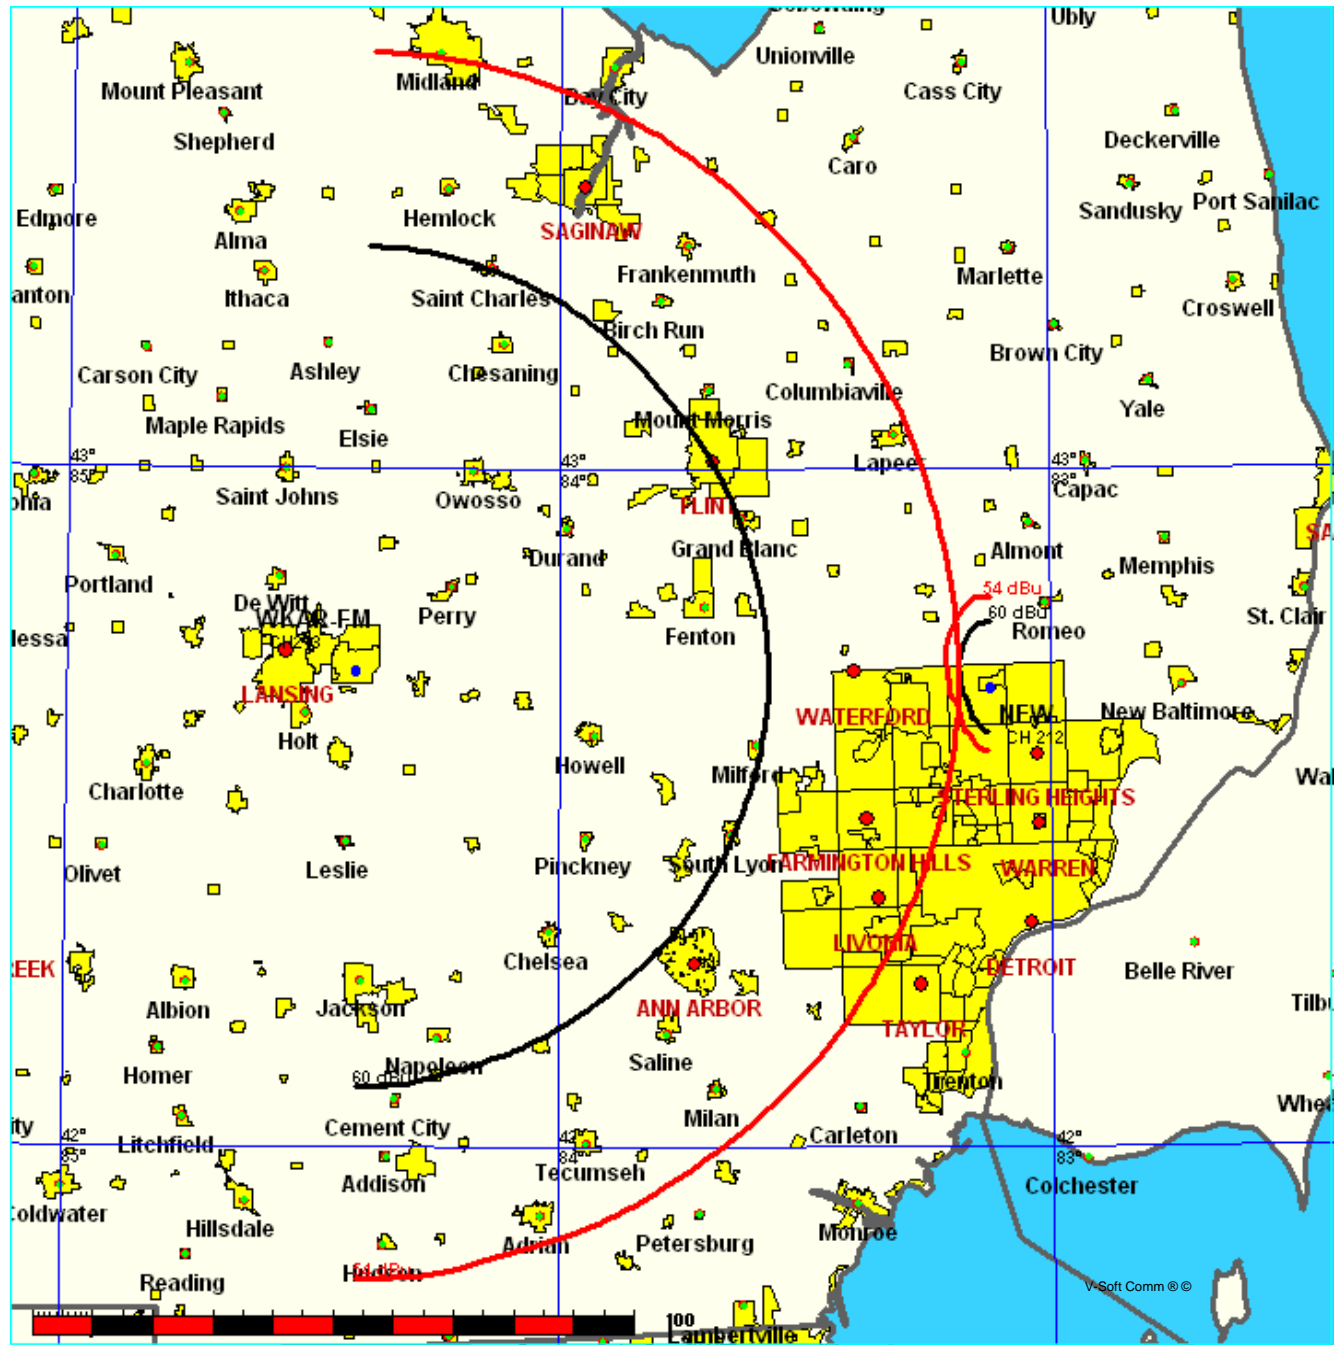 Ubly
Unionville
Midland
Mount Pleasant
Bay City
Cass City
Shepherd
Deckerville
Caro
Edmore
Hemlock
Sandusky
Port Sanilac
Alma
SAGINAW
Frankenmuth
Marlette
anton
Ithaca
Saint Charles
Croswell
Birch Run
Brown City
Carson City
Ashley
Chesaning
Columbiaville
Yale
Maple Rapids
Elsie
Mount Morris
Lapeer
43°
85°
43°
84°
43°
83°
Saint Johns
Owosso
Capac
FLINT
Durand
Grand Blanc
Almont
Memphis
Portland
De Witt
Perry
54 dBu
60 dBu
WKAR-FM
Fenton
Romeo
St. Clair
LANSING
Holt
WATERFORD
NEW
CH 212
New Baltimore
Howell
Milford
Charlotte
STERLING HEIGHTS
Olivet
Leslie
Pinckney
South Lyon
FARMINGTON HILLS
WARREN
LIVONIA
Chelsea
REEK
DETROIT
Belle River
Albion
Jackson
ANN ARBOR
TAYLOR
Homer
Napoleon
Saline
60 dBu
Trenton
Milan
Litchfield
Cement City
Carleton
42°
85°
42°
84°
42°
83°
Addison
Tecumseh
Colchester
Coldwater
Hillsdale
Adrian
Petersburg
Monroe
Reading
Hudson
54 dBu
V-Soft Comm ® ©
100
Lambertville